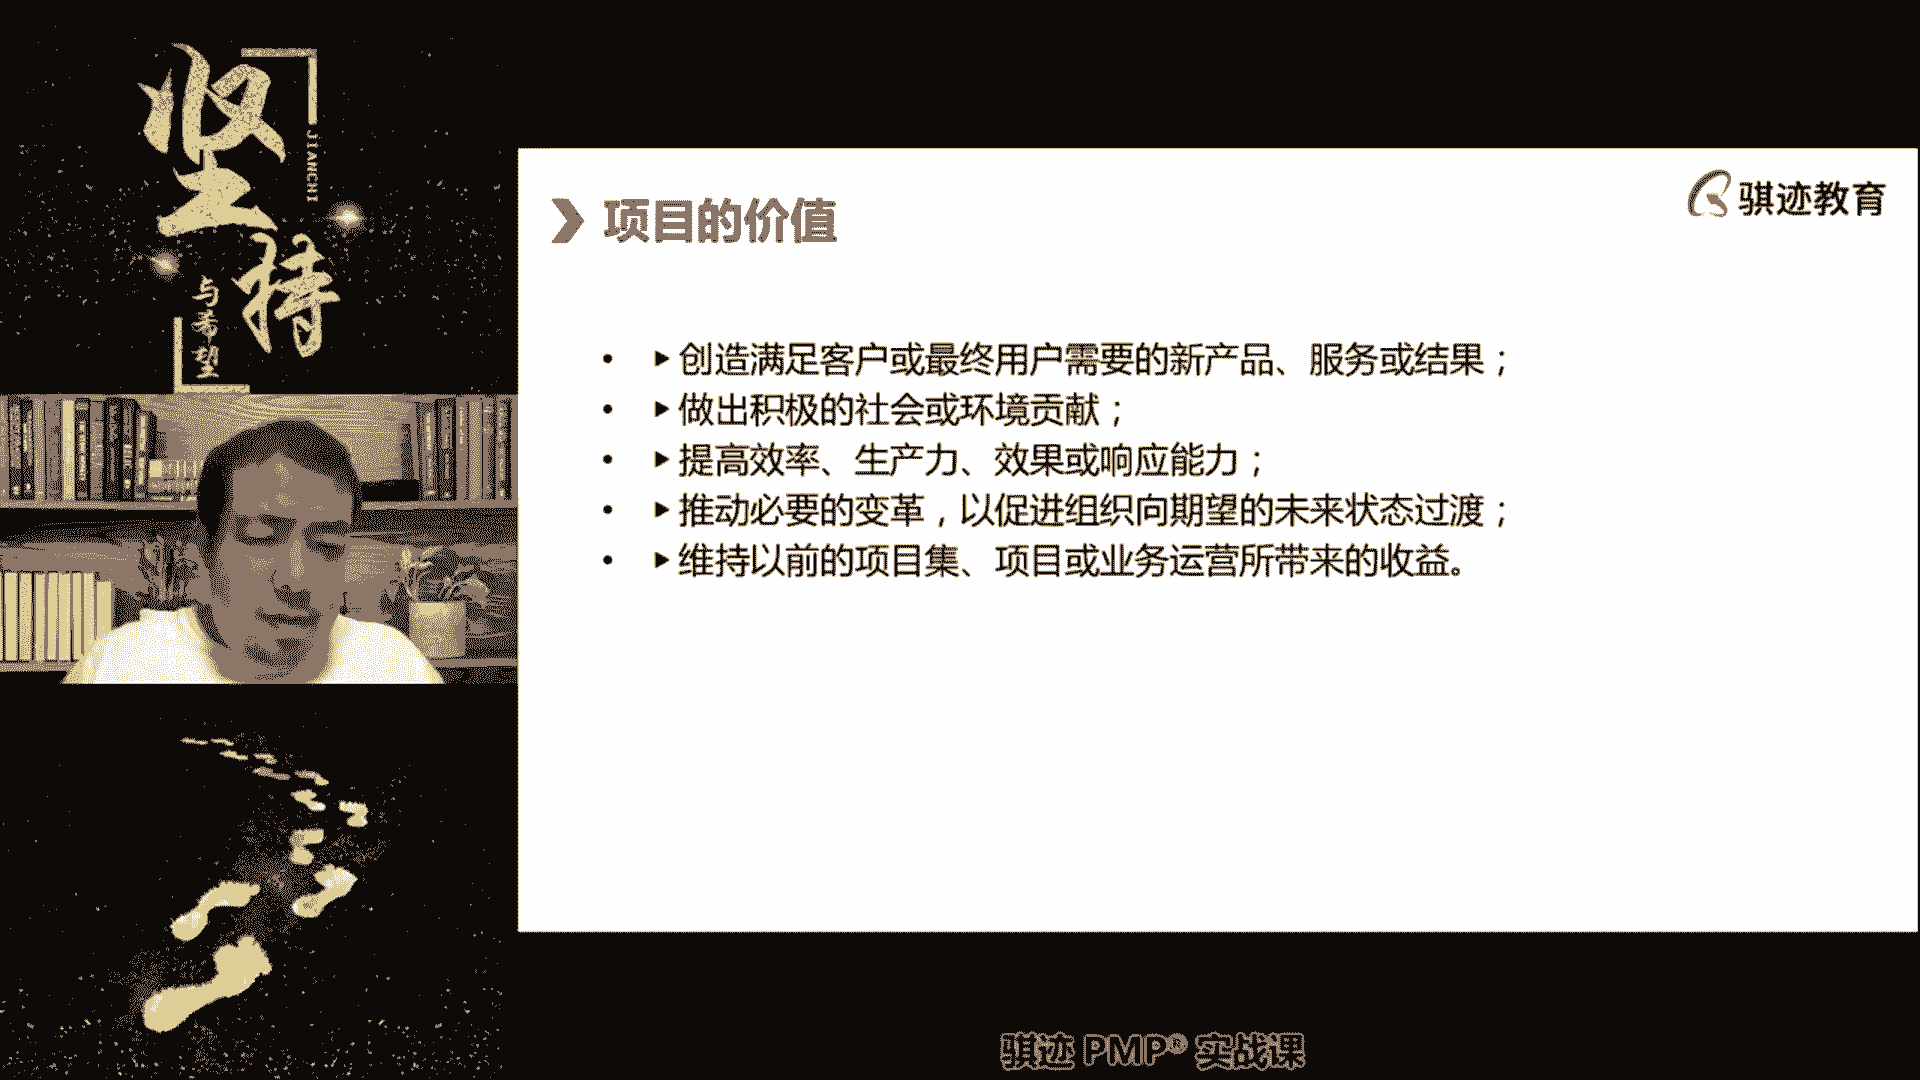 坚持
JIANCHI
与希望
骐迹教育
项目的价值
• ▸创造满足客户或最终用户需要的新产品、服务或结果；
• ▸做出积极的社会或环境贡献；
• ▸提高效率、生产力、效果或响应能力；
• ▸推动必要的变革，以促进组织向期望的未来状态过渡；
• ▸维持以前的项目集、项目或业务运营所带来的收益。
骐迹 PMP® 实战课